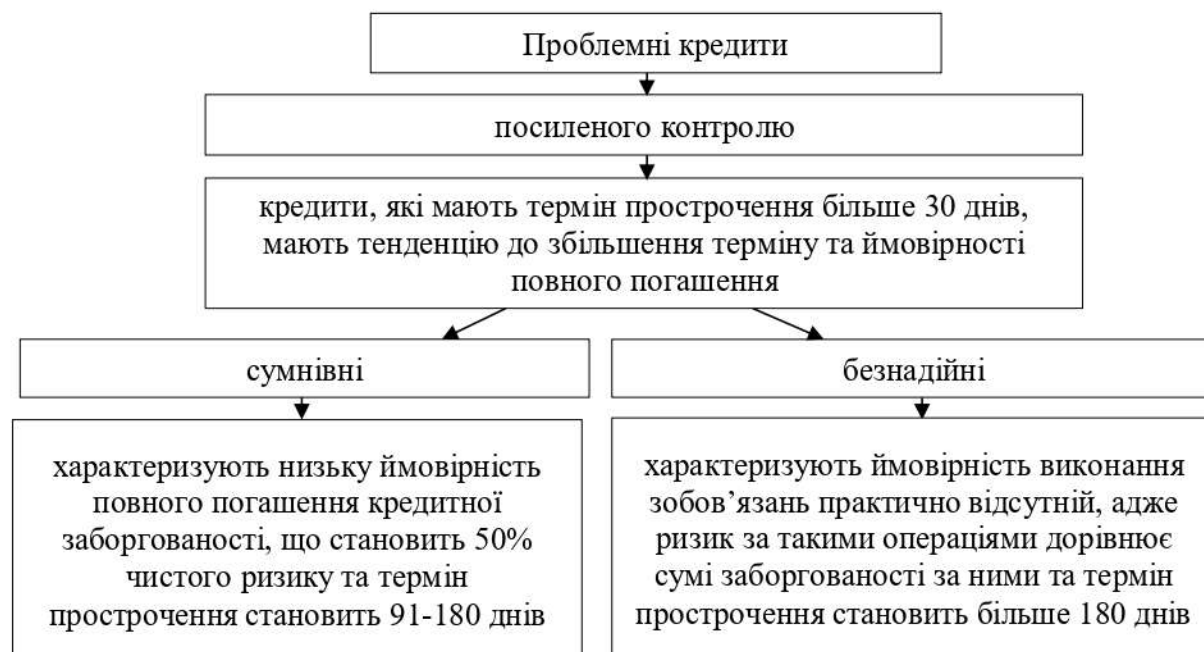 Проблемні кредити
посиленого контролю
кредити, які мають термін прострочення більше 30 днів,
мають тенденцію до збільшення терміну та ймовірності
повного погашення
сумнівні
безнадійні
характеризують низьку ймовірність
повного погашення кредитної
заборгованості, що становить 50%
чистого ризику та термін
прострочення становить 91-180 днів
характеризують ймовірність виконання
зобов’язань практично відсутній, адже
ризик за такими операціями дорівнює
сумі заборгованості за ними та термін
прострочення становить більше 180 днів